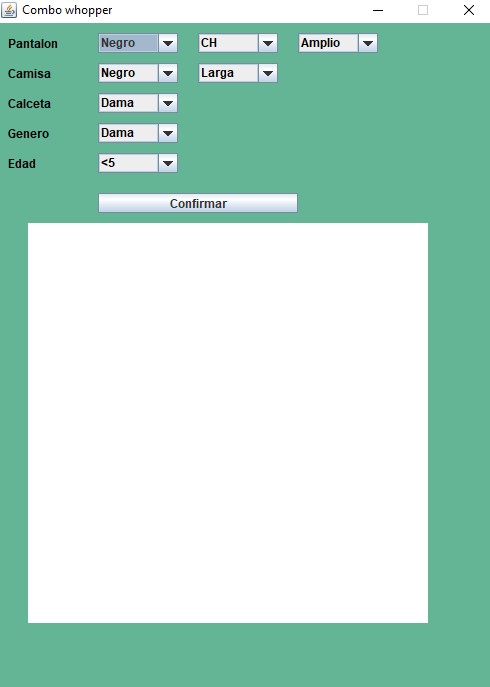 Combo whopper
Pantalon Negro CH Amplio
Camisa Negro Larga
Calceta Dama
Genero Dama
Edad <5
Confirmar